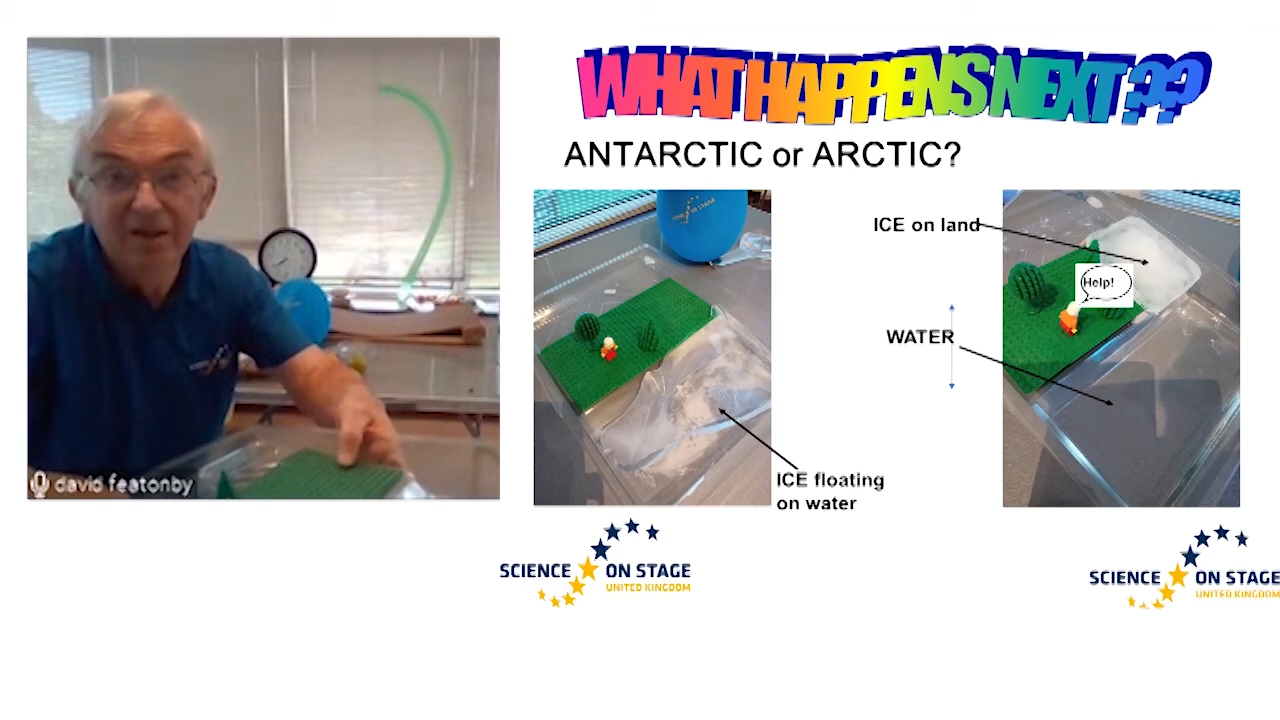 WHAT HAPPENS NEXT ??
ANTARCTIC or ARCTIC?
ICE on land
Help!
WATER
ICE floating
on water
david featonby
SCIENCE ON STAGE
UNITED KINGDOM
SCIENCE ON STAGE
UNITED KINGDOM